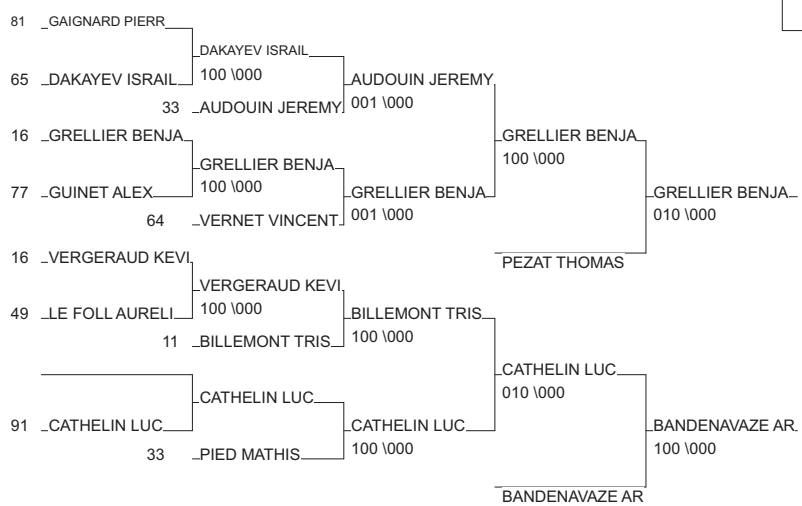 81 GAIGNARD PIERR
DAKAYEV ISRAIL
65 DAKAYEV ISRAIL 100 \000 AUDOUIN JEREMY
33 AUDOUIN JEREMY 001 \000
16 GRELLIER BENJA GRELLIER BENJA
100 \000
GRELLIER BENJA
77 GUINET ALEX 100 \000 GRELLIER BENJA GRELLIER BENJA
64 VERNET VINCENT 001 \000 010 \000
16 VERGERAUD KEVI PEZAT THOMAS
VERGERAUD KEVI
49 LE FOLL AURELI 100 \000 BILLEMONT TRIS
11 BILLEMONT TRIS 100 \000
CATHELIN LUC
010 \000
CATHELIN LUC
91 CATHELIN LUC CATHELIN LUC BANDENAVAZE AR
33 PIED MATHIS 100 \000 100 \000
BANDENAVAZE AR